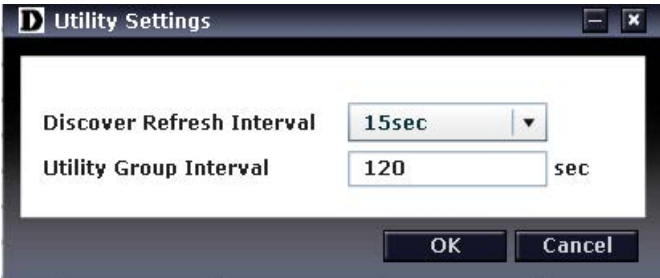 D Utility Settings
Discover Refresh Interval 15sec
Utility Group Interval 120 sec
OK Cancel